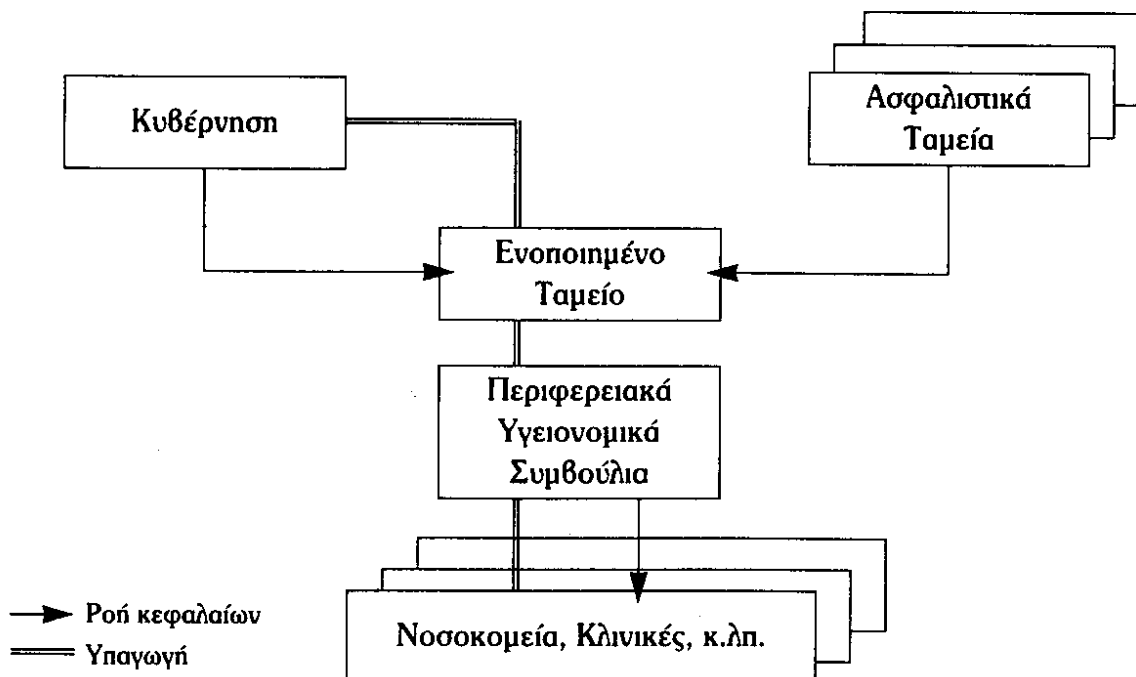 Κυβέρνηση
Ασφαλιστικά
Ταμεία
Ενοποιημένο
Ταμείο
Περιφερειακά
Υγειονομικά
Συμβούλια
Νοσοκομεία, Κλινικές, κ.λπ.
Ροή κεφαλαίων
Υπαγωγή